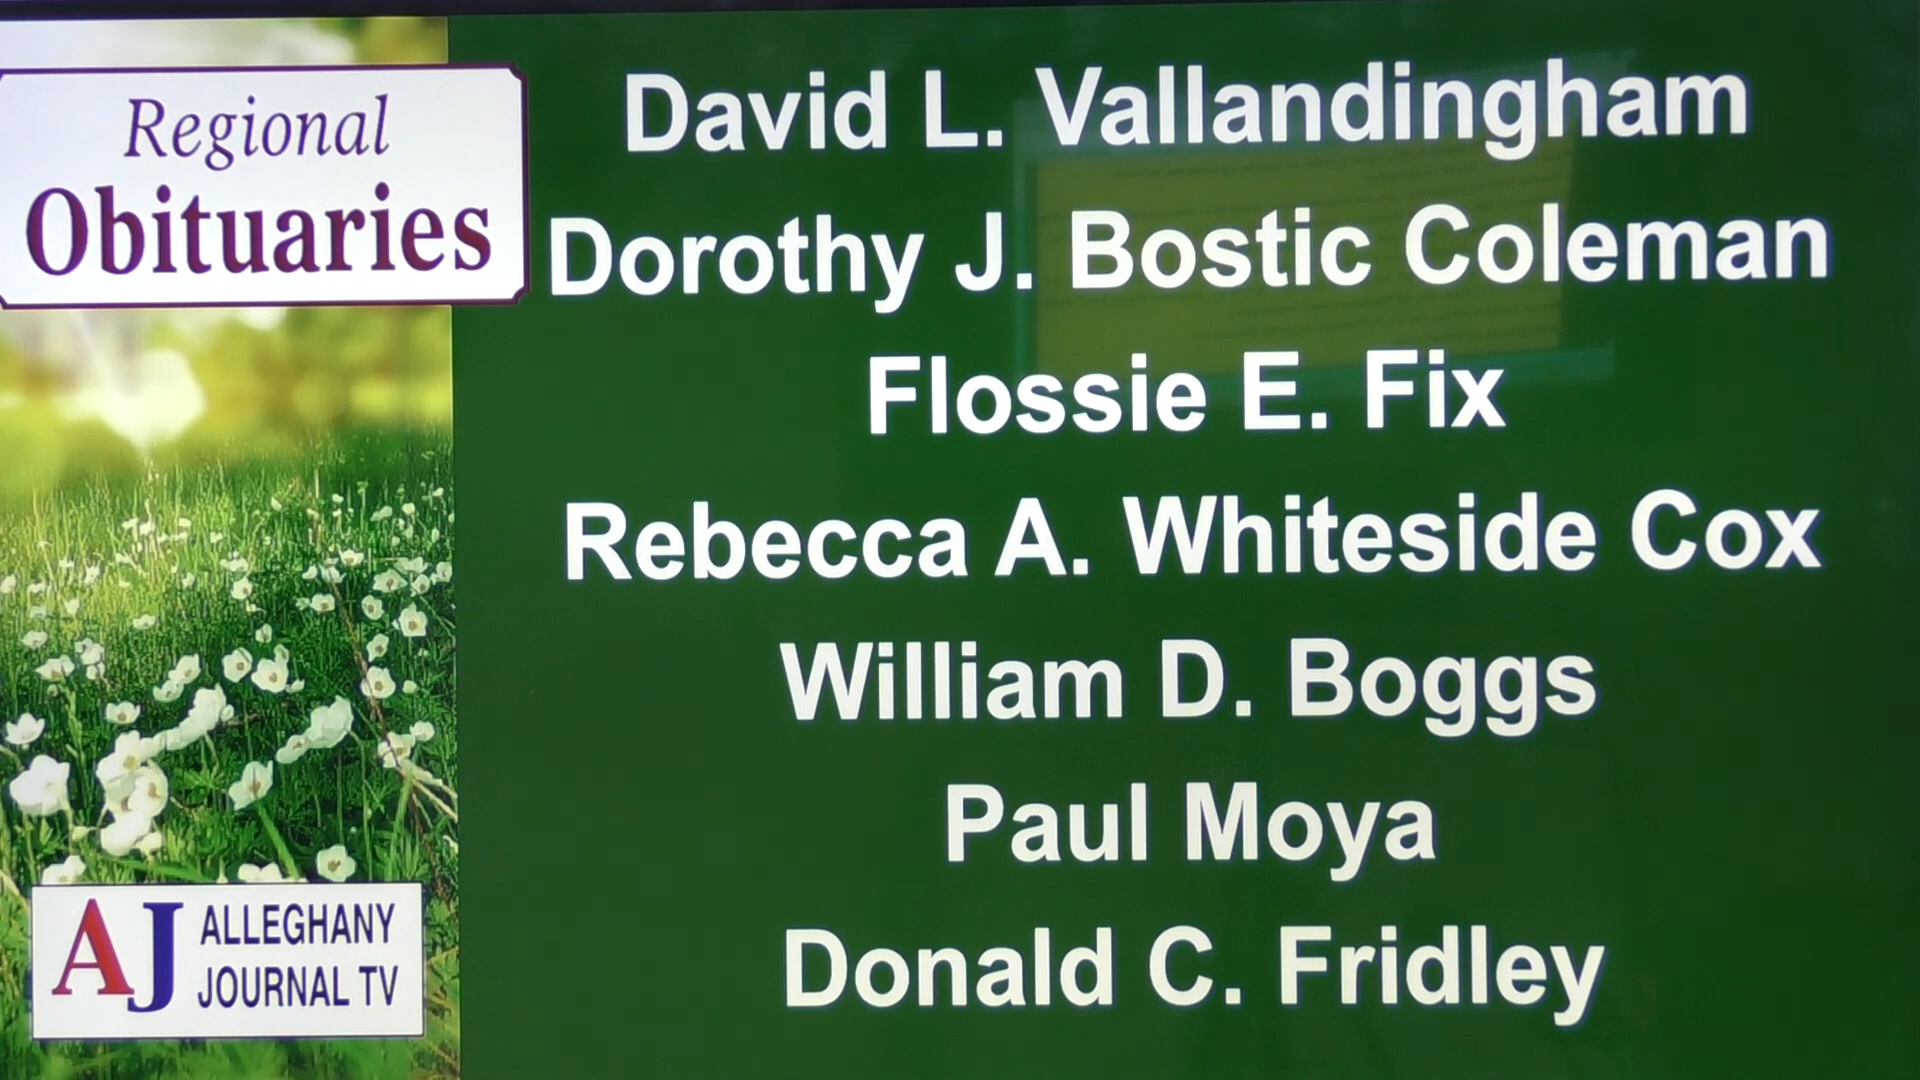 Regional
Obituaries
David L. Vallandingham
Dorothy J. Bostic Coleman
Flossie E. Fix
Rebecca A. Whiteside Cox
William D. Boggs
Paul Moya
Donald C. Fridley
AJ ALLEGHANY
JOURNAL TV